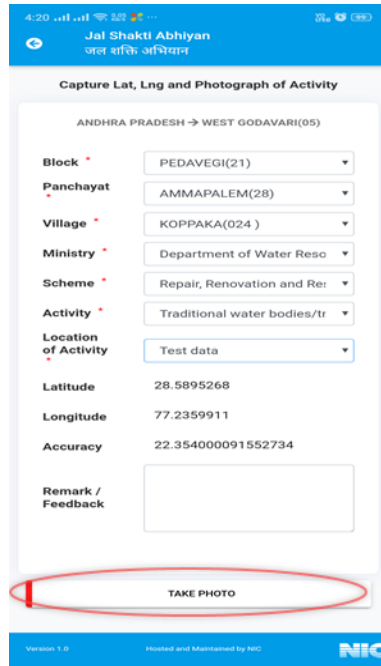 4:20
Jal Shakti Abhiyan
जल शक्ति अभियान
Capture Lat, Lng and Photograph of Activity
ANDHRA PRADESH → WEST GODAVARI(05)
Block * PEDAVEGI(21)
Panchayat * AMMAPALEM(28)
Village * KOPPAKA(024 )
Ministry * Department of Water Reso
Scheme * Repair, Renovation and Re
Activity * Traditional water bodies/tr
Location
of Activity * Test data
Latitude 28.5895268
Longitude 77.2359911
Accuracy 22.354000091552734
Remark /
Feedback
TAKE PHOTO
Version 1.0 Hosted and Maintained by NIC NIC